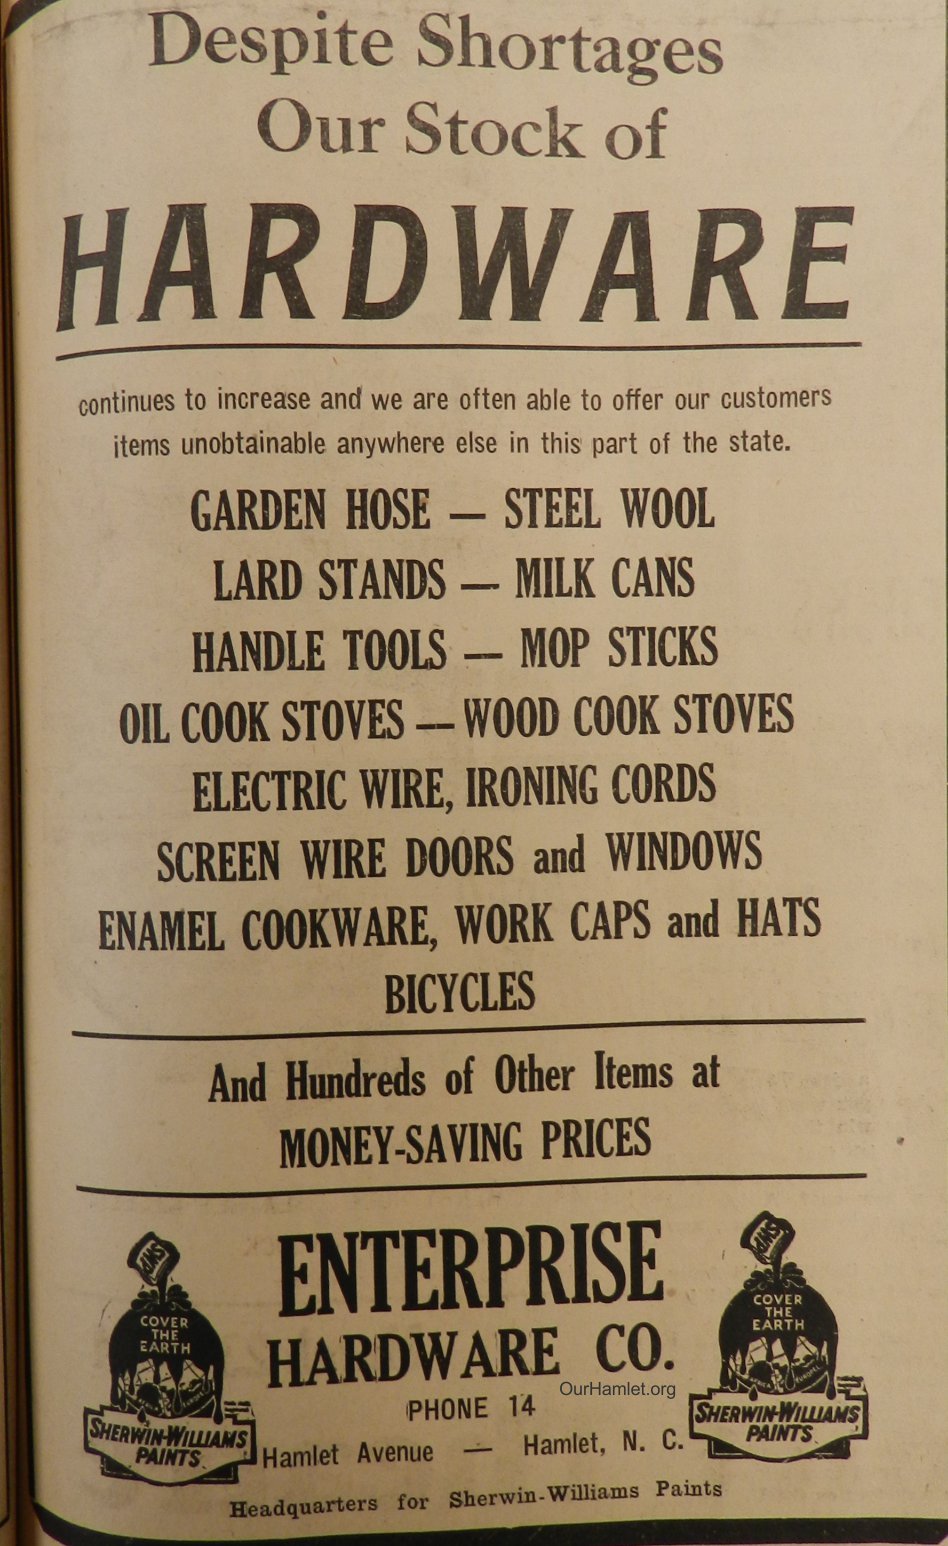 Despite Shortages
Our Stock of
HARDWARE
continues to increase and we are often able to offer our customers
items unobtainable anywhere else in this part of the state.
GARDEN HOSE — STEEL WOOL
LARD STANDS — MILK CANS
HANDLE TOOLS — MOP STICKS
OIL COOK STOVES — WOOD COOK STOVES
ELECTRIC WIRE, IRONING CORDS
SCREEN WIRE DOORS and WINDOWS
ENAMEL COOKWARE, WORK CAPS and HATS
BICYCLES
And Hundreds of Other Items at
MONEY-SAVING PRICES
ENTERPRISE
HARDWARE CO.
OurHamlet.org
PHONE 14
Hamlet Avenue — Hamlet, N. C.
Headquarters for Sherwin-Williams Paints
SWP
COVER
THE
EARTH
SHERWIN-WILLIAMS
PAINTS
SWP
COVER
THE
EARTH
SHERWIN-WILLIAMS
PAINTS